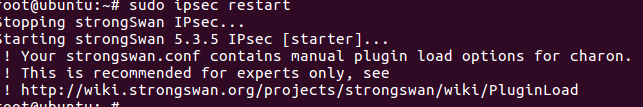 root@ubuntu:~# sudo ipsec restart
Stopping strongSwan IPsec...
Starting strongSwan 5.3.5 IPsec [starter]...
! Your strongswan.conf contains manual plugin load options for charon.
! This is recommended for experts only, see
! http://wiki.strongswan.org/projects/strongswan/wiki/PluginLoad
root@ubuntu:~#